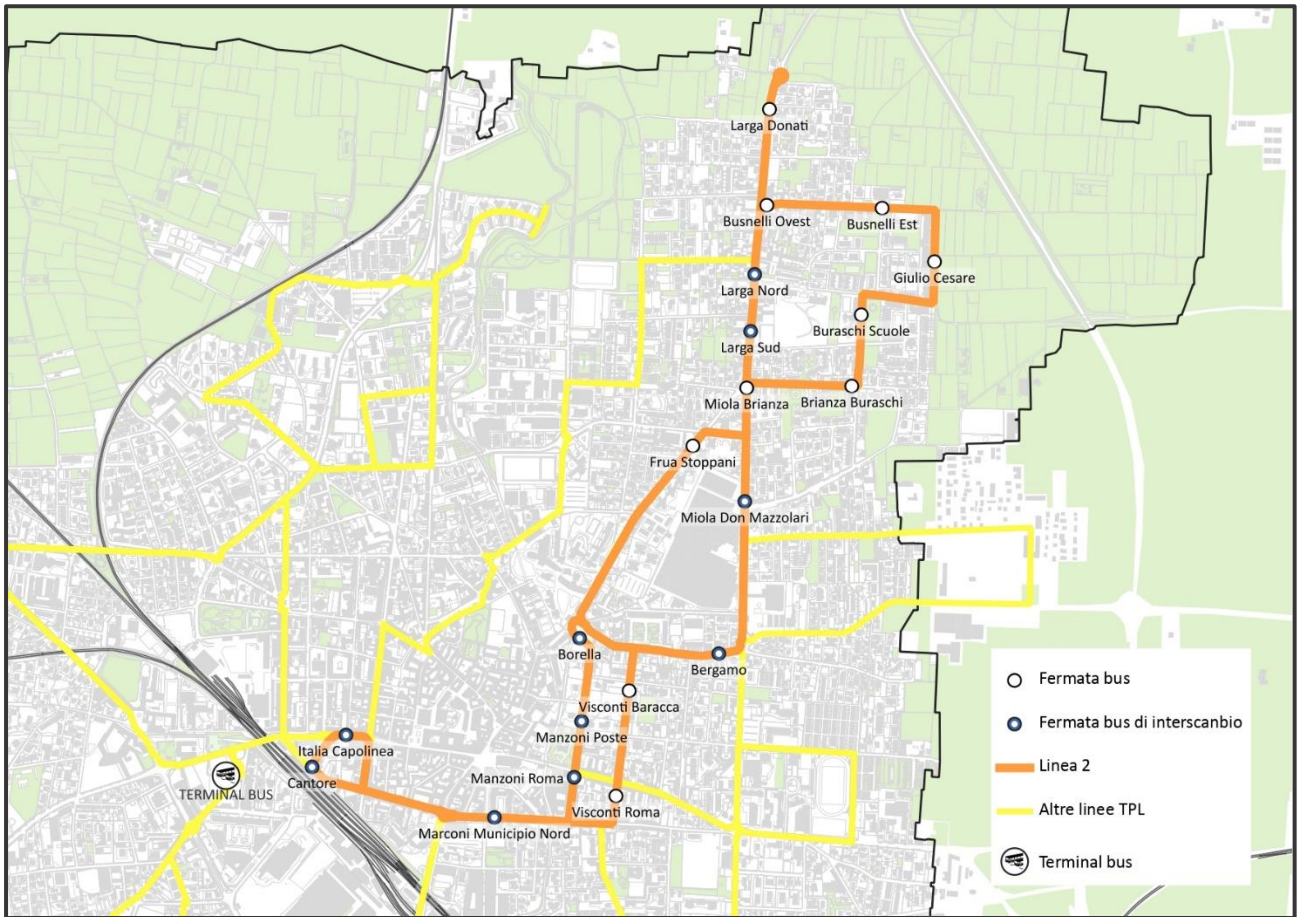 Larga Donati
Busnelli Ovest
Busnelli Est
Giulio Cesare
Larga Nord
Buraschi Scuole
Larga Sud
Miola Brianza
Brianza Buraschi
Frua Stoppani
Miola Don Mazzolari
Borella
Bergamo
Visconti Baracca
Manzoni Poste
Italia Capolinea
Cantore
TERMINAL BUS
Manzoni Roma
Visconti Roma
Marconi Municipio Nord
Fermata bus
Fermata bus di interscanbio
Linea 2
Altre linee TPL
Terminal bus